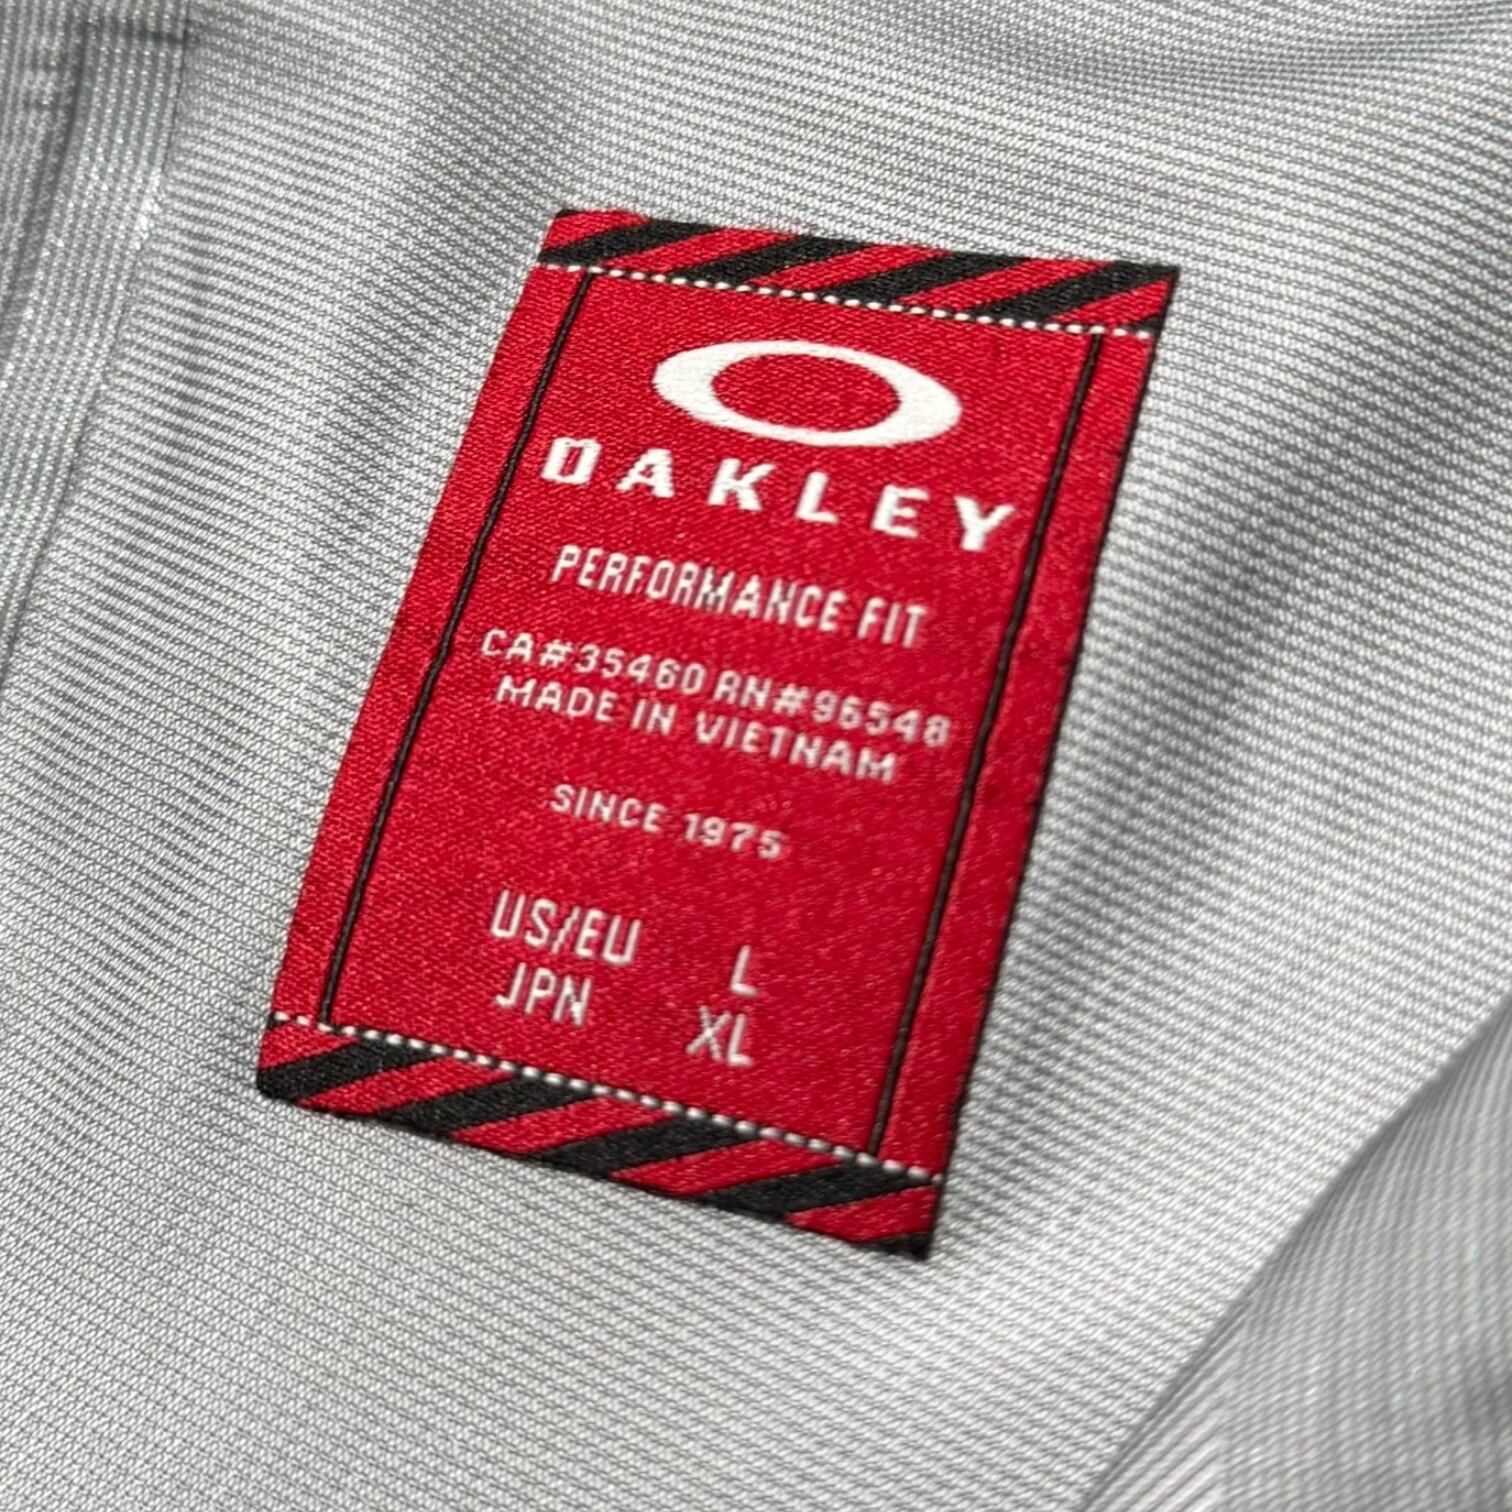 OAKLEY
PERFORMANCE FIT
CA#35460 RN#96548
MADE IN VIETNAM
SINCE 1975
US/EU L
JPN XL